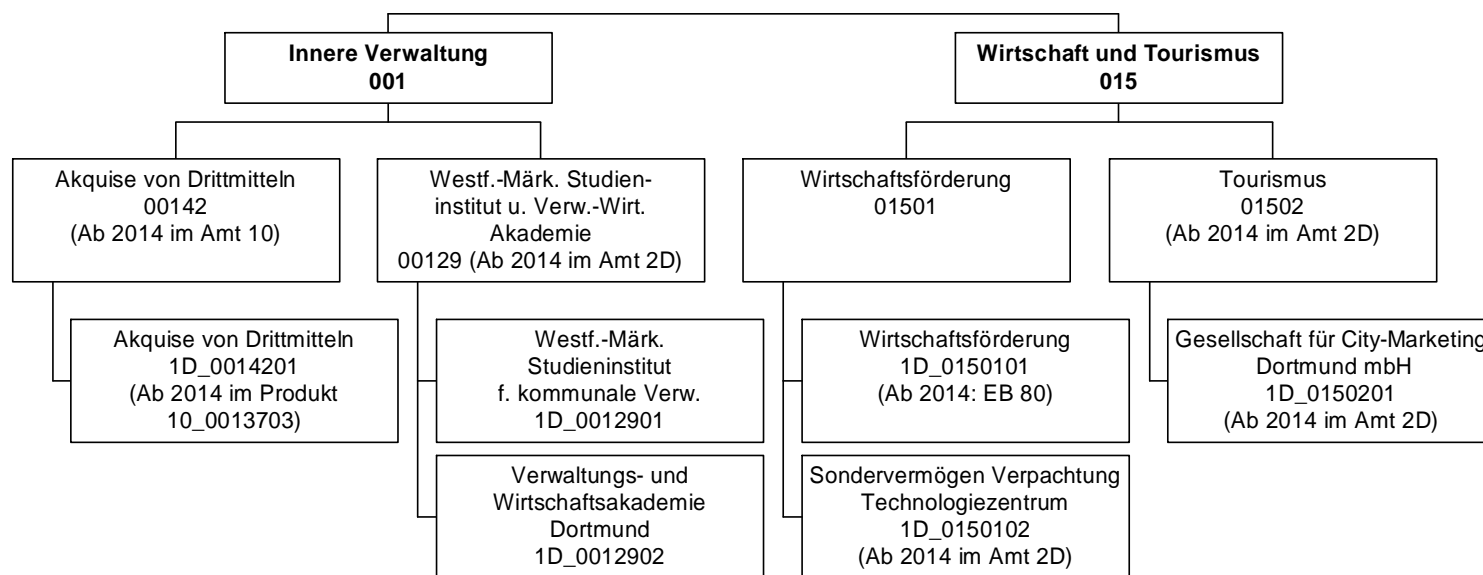 Innere Verwaltung
001
Wirtschaft und Tourismus
015
Akquise von Drittmitteln
00142
(Ab 2014 im Amt 10)
Westf.-Märk. Studien-
institut u. Verw.-Wirt.
Akademie
00129 (Ab 2014 im Amt 2D)
Wirtschaftsförderung
01501
Tourismus
01502
(Ab 2014 im Amt 2D)
Akquise von Drittmitteln
1D_0014201
(Ab 2014 im Produkt
10_0013703)
Westf.-Märk.
Studieninstitut
f. kommunale Verw.
1D_0012901
Wirtschaftsförderung
1D_0150101
(Ab 2014: EB 80)
Gesellschaft für City-Marketing
Dortmund mbH
1D_0150201
(Ab 2014 im Amt 2D)
Verwaltungs- und
Wirtschaftsakademie
Dortmund
1D_0012902
Sondervermögen Verpachtung
Technologiezentrum
1D_0150102
(Ab 2014 im Amt 2D)